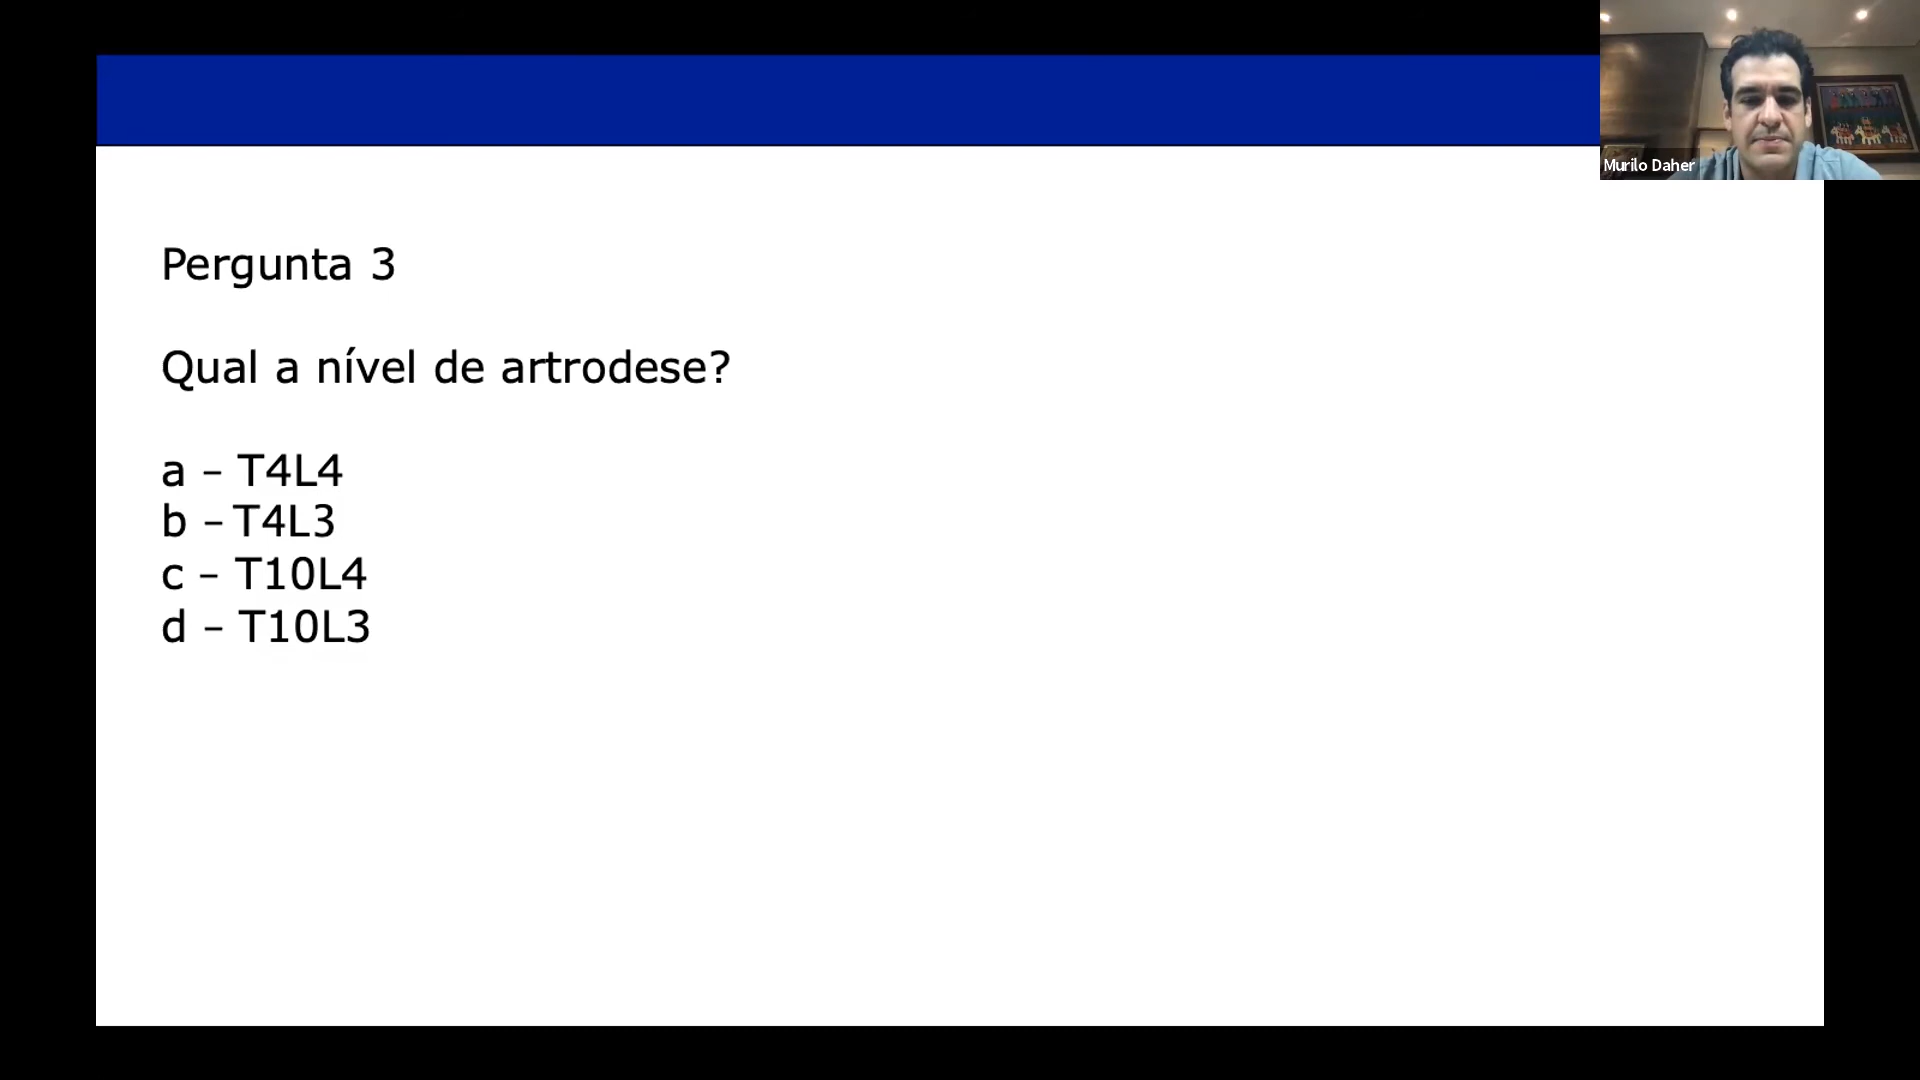 Murilo Daher
Pergunta 3
Qual a nível de artrodese?
a – T4L4
b – T4L3
c – T10L4
d – T10L3